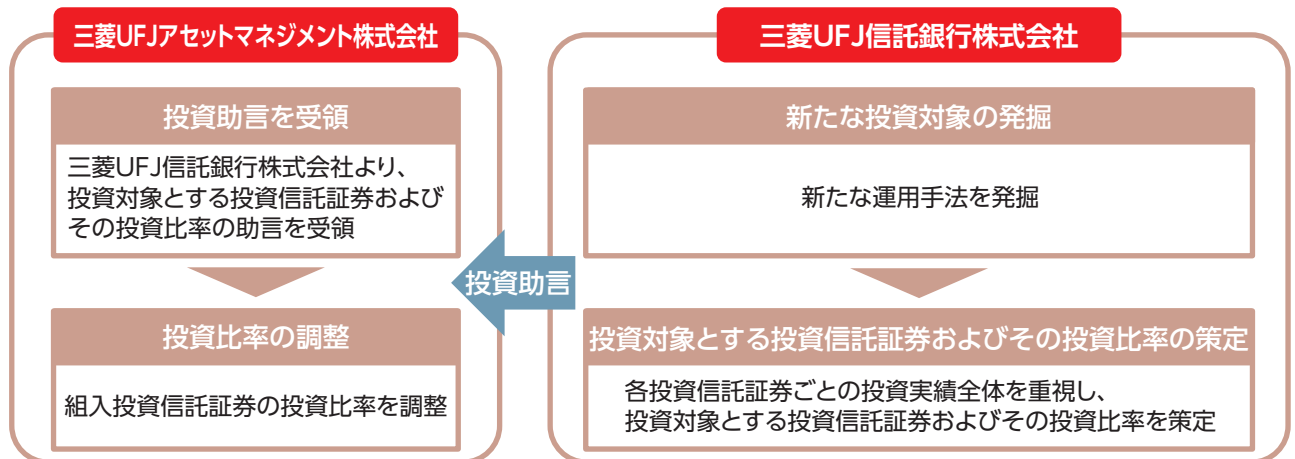 三菱UFJアセットマネジメント株式会社
投資助言を受領
三菱UFJ信託銀行株式会社より、
投資対象とする投資信託証券および
その投資比率の助言を受領
投資比率の調整
組入投資信託証券の投資比率を調整
投資助言
三菱UFJ信託銀行株式会社
新たな投資対象の発掘
新たな運用手法を発掘
投資対象とする投資信託証券およびその投資比率の策定
各投資信託証券ごとの投資実績全体を重視し、
投資対象とする投資信託証券およびその投資比率を策定